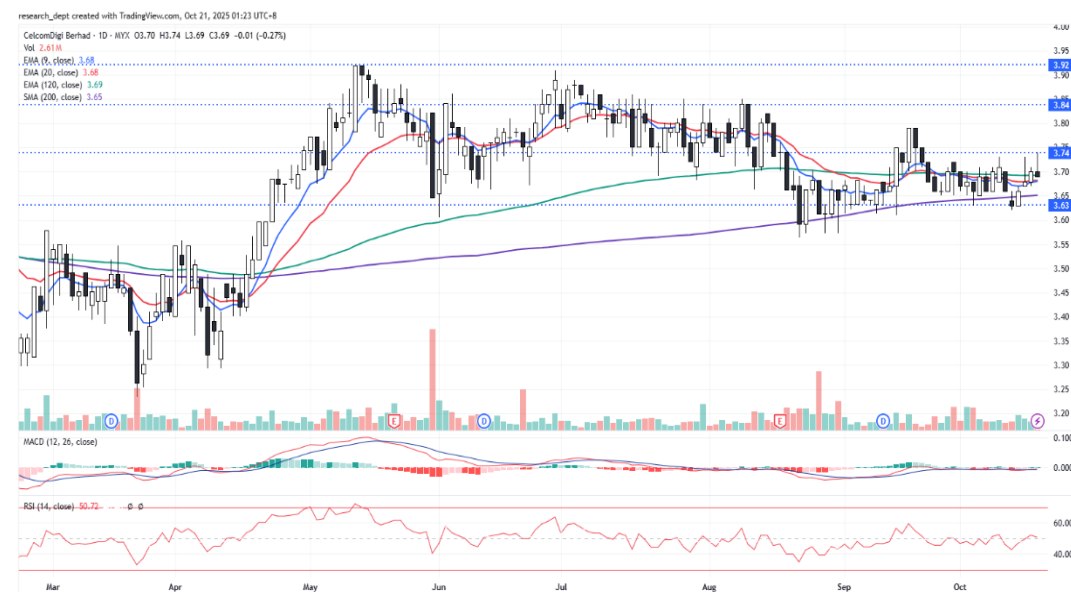 research_dept created with TradingView.com, Oct 21, 2025 01:23 UTC+8
CelcomDigi Berhad · 1D · MYX O3.70 H3.74 L3.69 C3.69 −0.01 (−0.27%)
Vol 2.61M
EMA (9, close) 3.68
EMA (20, close) 3.68
EMA (120, close) 3.69
SMA (200, close) 3.65
4.00
3.95
3.92
3.90
3.85
3.84
3.80
3.75
3.74
3.70
3.65
3.63
3.60
3.55
3.50
3.45
3.40
3.35
3.30
3.25
3.20
D E D E D
MACD (12, 26, close)
0.100
0.000
RSI (14, close) 50.72 Ø Ø
60.00
40.00
Mar Apr May Jun Jul Aug Sep Oct